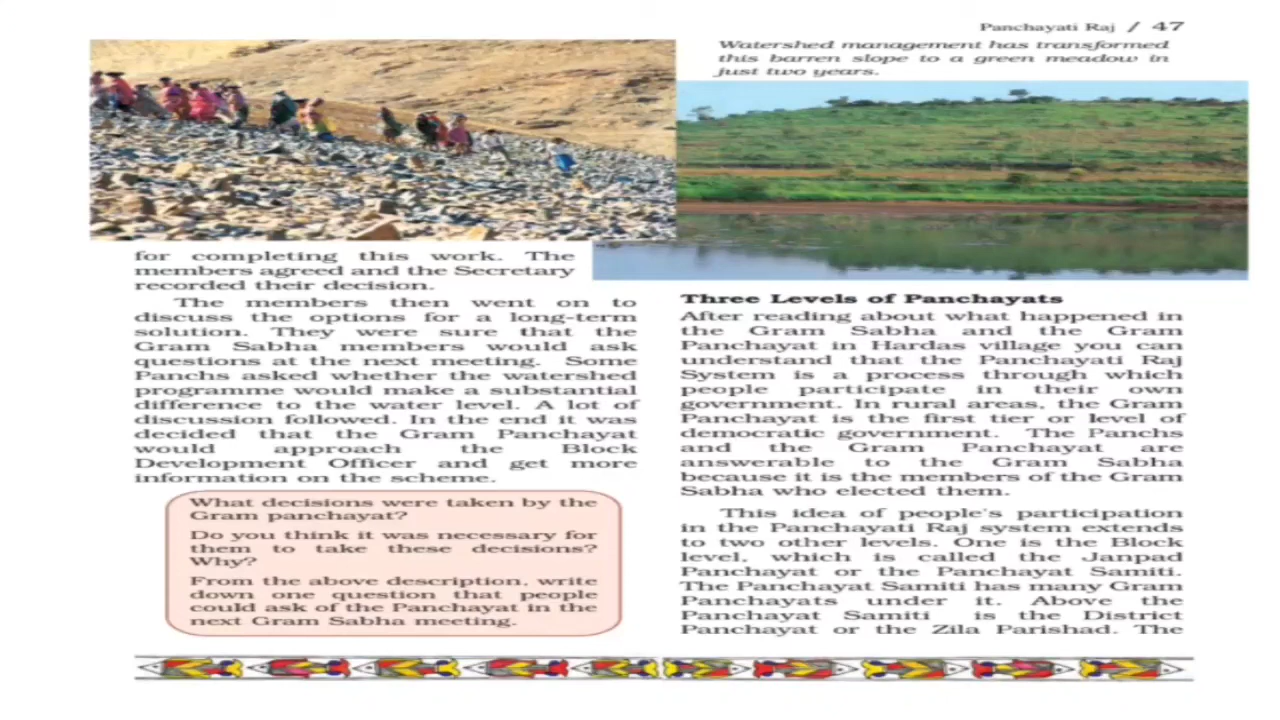 Panchayati Raj / 47
Watershed management has transformed
this barren slope to a green meadow in
just two years.
for completing this work. The
members agreed and the Secretary
recorded their decision.
The members then went on to
discuss the options for a long-term
solution. They were sure that the
Gram Sabha members would ask
questions at the next meeting. Some
Panchs asked whether the watershed
programme would make a substantial
difference to the water level. A lot of
discussion followed. In the end it was
decided that the Gram Panchayat
would approach the Block
Development Officer and get more
information on the scheme.
What decisions were taken by the
Gram panchayat?
Do you think it was necessary for
them to take these decisions?
Why?
From the above description, write
down one question that people
could ask of the Panchayat in the
next Gram Sabha meeting.
Three Levels of Panchayats
After reading about what happened in
the Gram Sabha and the Gram
Panchayat in Hardas village you can
understand that the Panchayati Raj
System is a process through which
people participate in their own
government. In rural areas, the Gram
Panchayat is the first tier or level of
democratic government. The Panchs
and the Gram Panchayat are
answerable to the Gram Sabha
because it is the members of the Gram
Sabha who elected them.
This idea of people's participation
in the Panchayati Raj system extends
to two other levels. One is the Block
level, which is called the Janpad
Panchayat or the Panchayat Samiti.
The Panchayat Samiti has many Gram
Panchayats under it. Above the
Panchayat Samiti is the District
Panchayat or the Zila Parishad. The